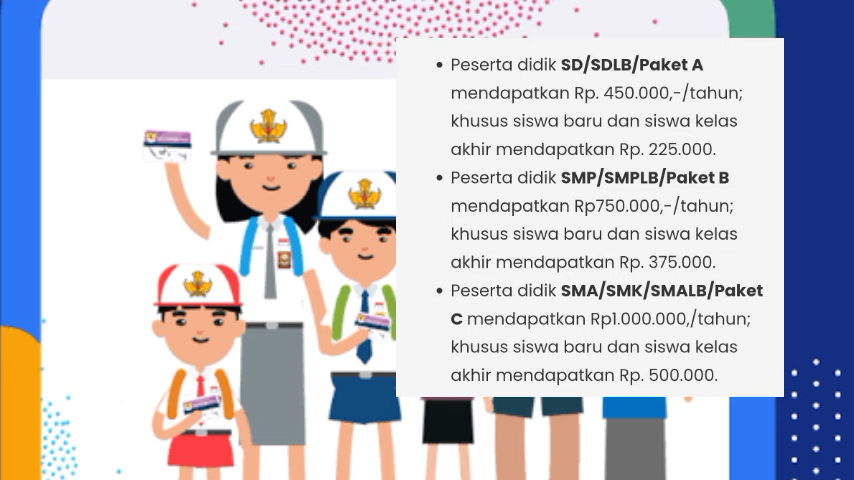 • Peserta didik SD/SDLB/Paket A
mendapatkan Rp. 450.000,-/tahun;
khusus siswa baru dan siswa kelas
akhir mendapatkan Rp. 225.000.
• Peserta didik SMP/SMPLB/Paket B
mendapatkan Rp750.000,-/tahun;
khusus siswa baru dan siswa kelas
akhir mendapatkan Rp. 375.000.
• Peserta didik SMA/SMK/SMALB/Paket
C mendapatkan Rp1.000.000,/tahun;
khusus siswa baru dan siswa kelas
akhir mendapatkan Rp. 500.000.